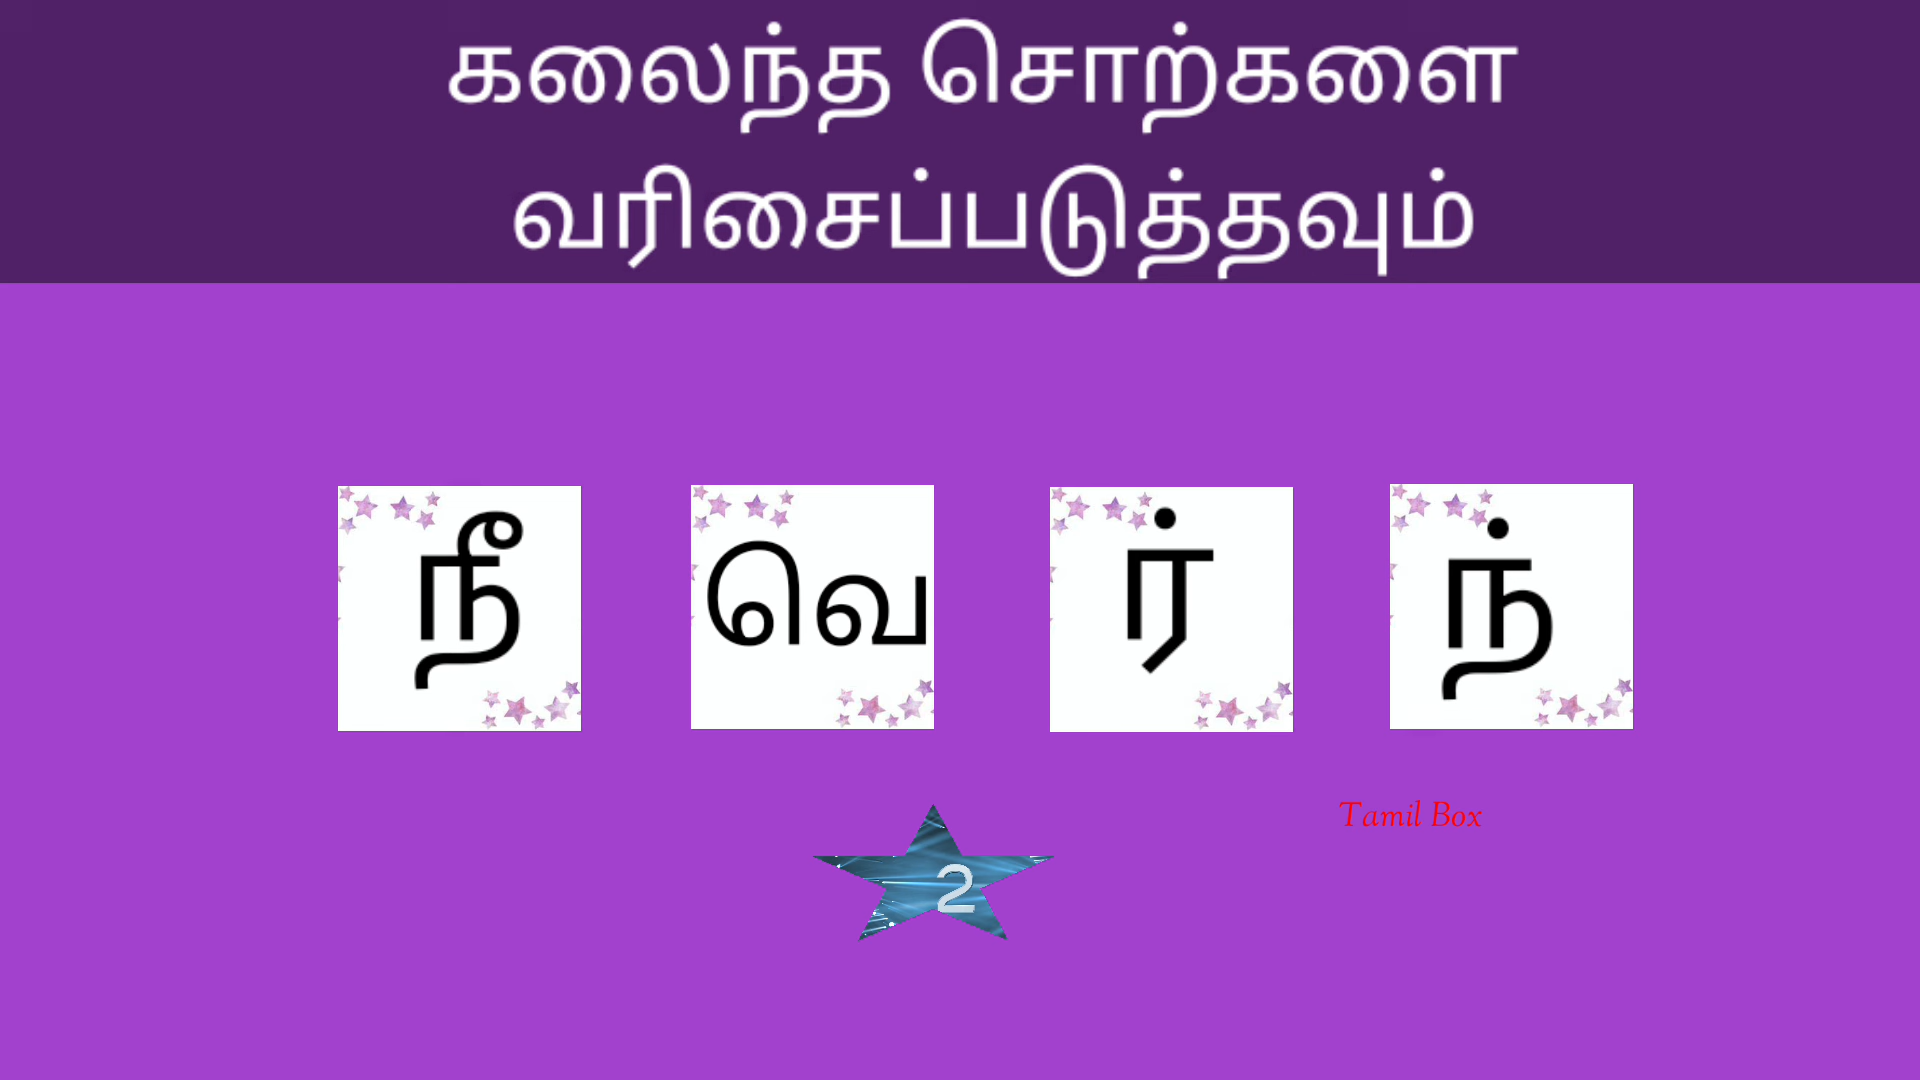 கலைந்த சொற்களை
வரிசைப்படுத்தவும்
நீ வெ ர் ந்
Tamil Box
2